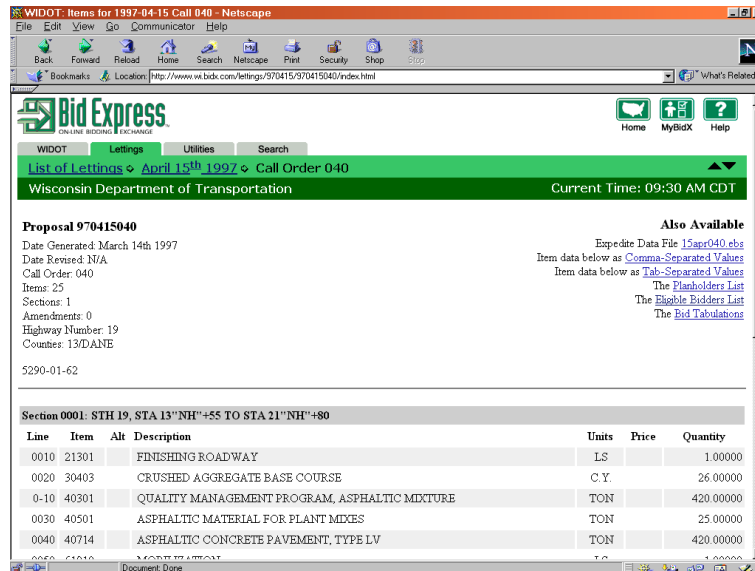 WIDOT: Items for 1997-04-15 Call 040 - Netscape
File Edit View Go Communicator Help
Back Forward Reload Home Search Netscape Print Security Shop Stop
Bookmarks Location: http://www.wi.bidx.com/lettings/970415/970415040/index.html What's Related
Bid Express
ON-LINE BIDDING EXCHANGE
Home MyBidX Help
WIDOT Lettings Utilities Search
List of Lettings April 15th 1997 Call Order 040
Wisconsin Department of Transportation Current Time: 09:30 AM CDT
Proposal 970415040 Also Available
Date Generated: March 14th 1997 Expedite Data File 15apr040.ebs
Date Revised: N/A Item data below as Comma-Separated Values
Call Order: 040 Item data below as Tab-Separated Values
Items: 25 The Planholders List
Sections: 1 The Eligible Bidders List
Amendments: 0 The Bid Tabulations
Highway Number: 19
Counties: 13/DANE
5290-01-62
Section 0001: STH 19, STA 13"NH"+55 TO STA 21"NH"+80
Line Item Alt Description Units Price Quantity
0010 21301 FINISHING ROADWAY LS 1.00000
0020 30403 CRUSHED AGGREGATE BASE COURSE C.Y. 26.00000
0-10 40301 QUALITY MANAGEMENT PROGRAM, ASPHALTIC MIXTURE TON 420.00000
0030 40501 ASPHALTIC MATERIAL FOR PLANT MIXES TON 25.00000
0040 40714 ASPHALTIC CONCRETE PAVEMENT, TYPE LV TON 420.00000
Document: Done